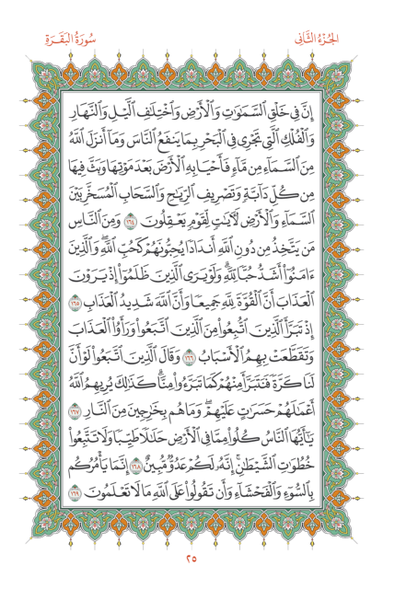 الجُزْءُ الثَّانِي
سُورَةُ البَقَرَةِ
إِنَّ فِي خَلْقِ ٱلسَّمَٰوَٰتِ وَٱلْأَرْضِ وَٱخْتِلَٰفِ ٱلَّيْلِ وَٱلنَّهَارِ
وَٱلْفُلْكِ ٱلَّتِي تَجْرِي فِي ٱلْبَحْرِ بِمَا يَنفَعُ ٱلنَّاسَ وَمَآ أَنزَلَ ٱللَّهُ
مِنَ ٱلسَّمَآءِ مِن مَّآءٍ فَأَحْيَا بِهِ ٱلْأَرْضَ بَعْدَ مَوْتِهَا وَبَثَّ فِيهَا
مِن كُلِّ دَآبَّةٍ وَتَصْرِيفِ ٱلرِّيَٰحِ وَٱلسَّحَابِ ٱلْمُسَخَّرِ بَيْنَ
ٱلسَّمَآءِ وَٱلْأَرْضِ لَأٓيَٰتٍ لِّقَوْمٍ يَعْقِلُونَ ١٦٤ وَمِنَ ٱلنَّاسِ
مَن يَتَّخِذُ مِن دُونِ ٱللَّهِ أَندَادًا يُحِبُّونَهُمْ كَحُبِّ ٱللَّهِۖ وَٱلَّذِينَ
ءَامَنُوٓا۟ أَشَدُّ حُبًّا لِّلَّهِۗ وَلَوْ يَرَى ٱلَّذِينَ ظَلَمُوٓا۟ إِذْ يَرَوْنَ
ٱلْعَذَابَ أَنَّ ٱلْقُوَّةَ لِلَّهِ جَمِيعًا وَأَنَّ ٱللَّهَ شَدِيدُ ٱلْعَذَابِ ١٦٥
إِذْ تَبَرَّأَ ٱلَّذِينَ ٱتُّبِعُوا۟ مِنَ ٱلَّذِينَ ٱتَّبَعُوا۟ وَرَأَوُا۟ ٱلْعَذَابَ
وَتَقَطَّعَتْ بِهِمُ ٱلْأَسْبَابُ ١٦٦ وَقَالَ ٱلَّذِينَ ٱتَّبَعُوا۟ لَوْ أَنَّ
لَنَا كَرَّةً فَنَتَبَرَّأَ مِنْهُمْ كَمَا تَبَرَّءُوا۟ مِنَّاۗ كَذَٰلِكَ يُرِيهِمُ ٱللَّهُ
أَعْمَٰلَهُمْ حَسَرَٰتٍ عَلَيْهِمْۖ وَمَا هُم بِخَٰرِجِينَ مِنَ ٱلنَّارِ ١٦٧
يَٰٓأَيُّهَا ٱلنَّاسُ كُلُوا۟ مِمَّا فِي ٱلْأَرْضِ حَلَٰلًا طَيِّبًا وَلَا تَتَّبِعُوا۟
خُطُوَٰتِ ٱلشَّيْطَٰنِۚ إِنَّهُۥ لَكُمْ عَدُوٌّ مُّبِينٌ ١٦٨ إِنَّمَا يَأْمُرُكُم
بِٱلسُّوٓءِ وَٱلْفَحْشَآءِ وَأَن تَقُولُوا۟ عَلَى ٱللَّهِ مَا لَا تَعْلَمُونَ ١٦٩
٢٥